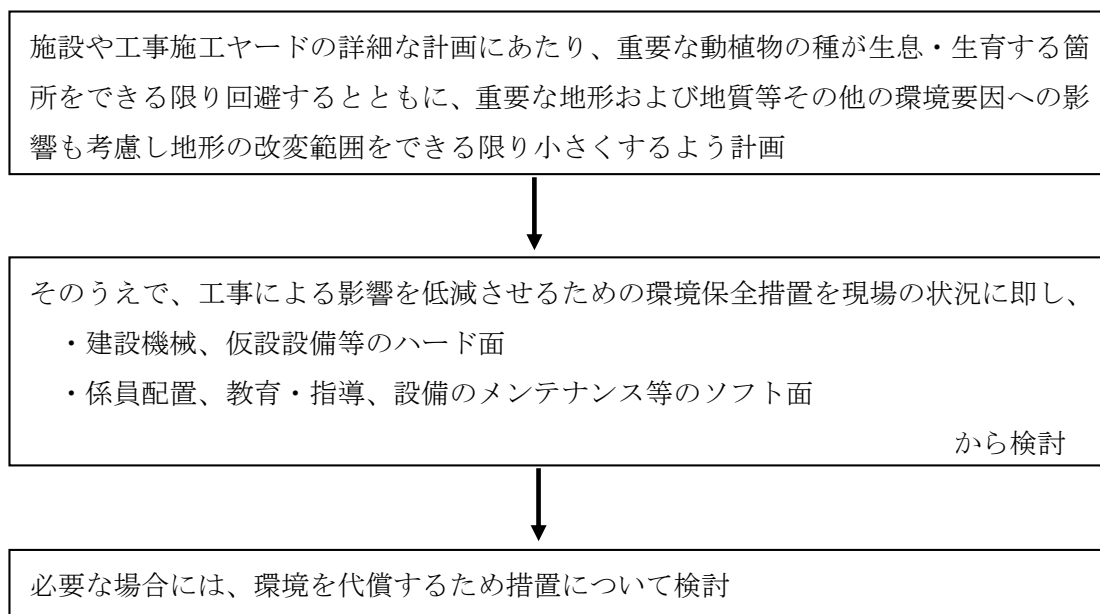 施設や工事施工ヤードの詳細な計画にあたり、重要な動植物の種が生息・生育する箇
所をできる限り回避するとともに、重要な地形および地質等その他の環境要因への影
響も考慮し地形の改変範囲をできる限り小さくするよう計画
そのうえで、工事による影響を低減させるための環境保全措置を現場の状況に即し、
・建設機械、仮設設備等のハード面
・係員配置、教育・指導、設備のメンテナンス等のソフト面
から検討
必要な場合には、環境を代償するため措置について検討